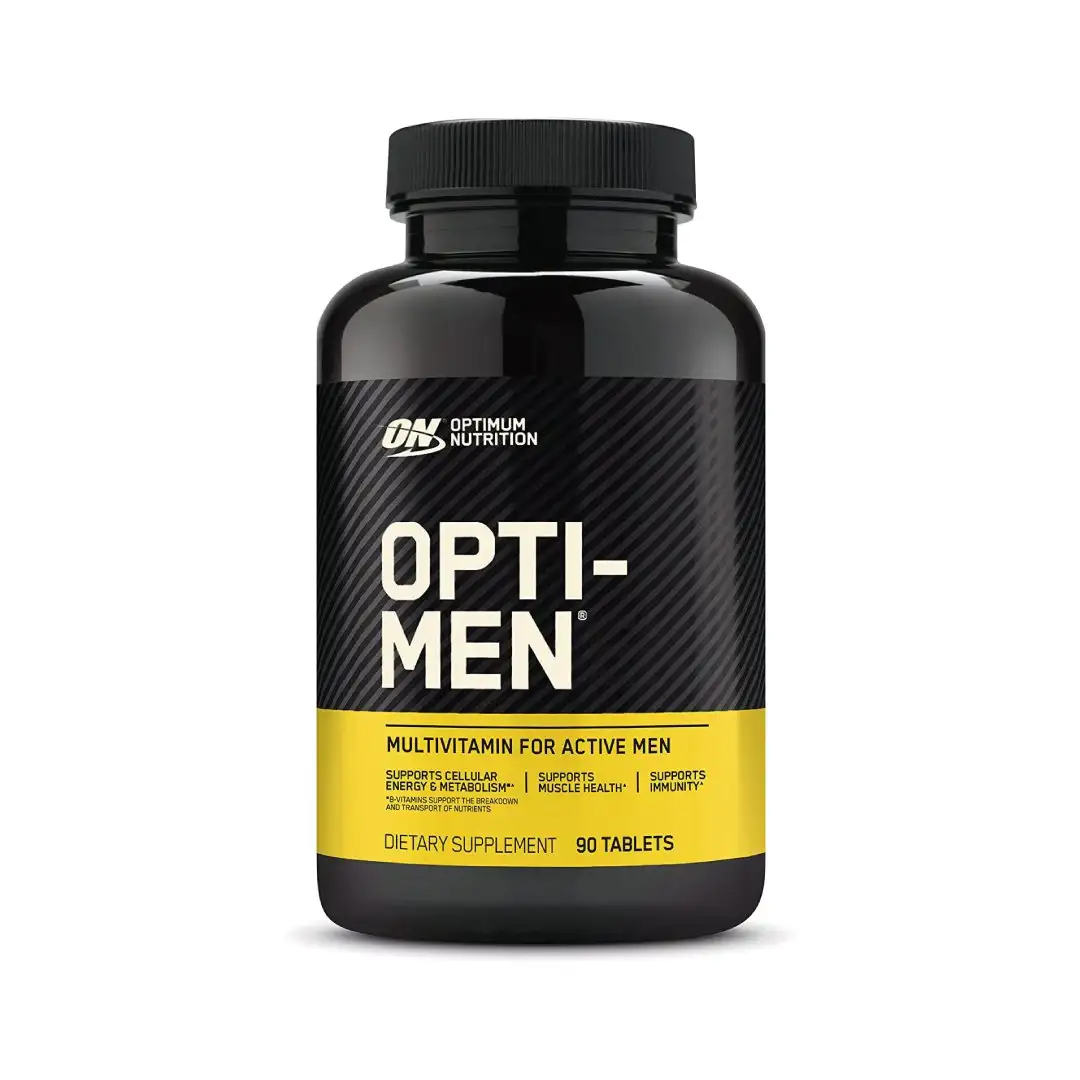 ON® OPTIMUM
NUTRITION
OPTI-
MEN®
MULTIVITAMIN FOR ACTIVE MEN
SUPPORTS CELLULAR
ENERGY & METABOLISM*▲
*B-VITAMINS SUPPORT THE BREAKDOWN
AND TRANSPORT OF NUTRIENTS
SUPPORTS
MUSCLE HEALTH▲
SUPPORTS
IMMUNITY▲
DIETARY SUPPLEMENT 90 TABLETS